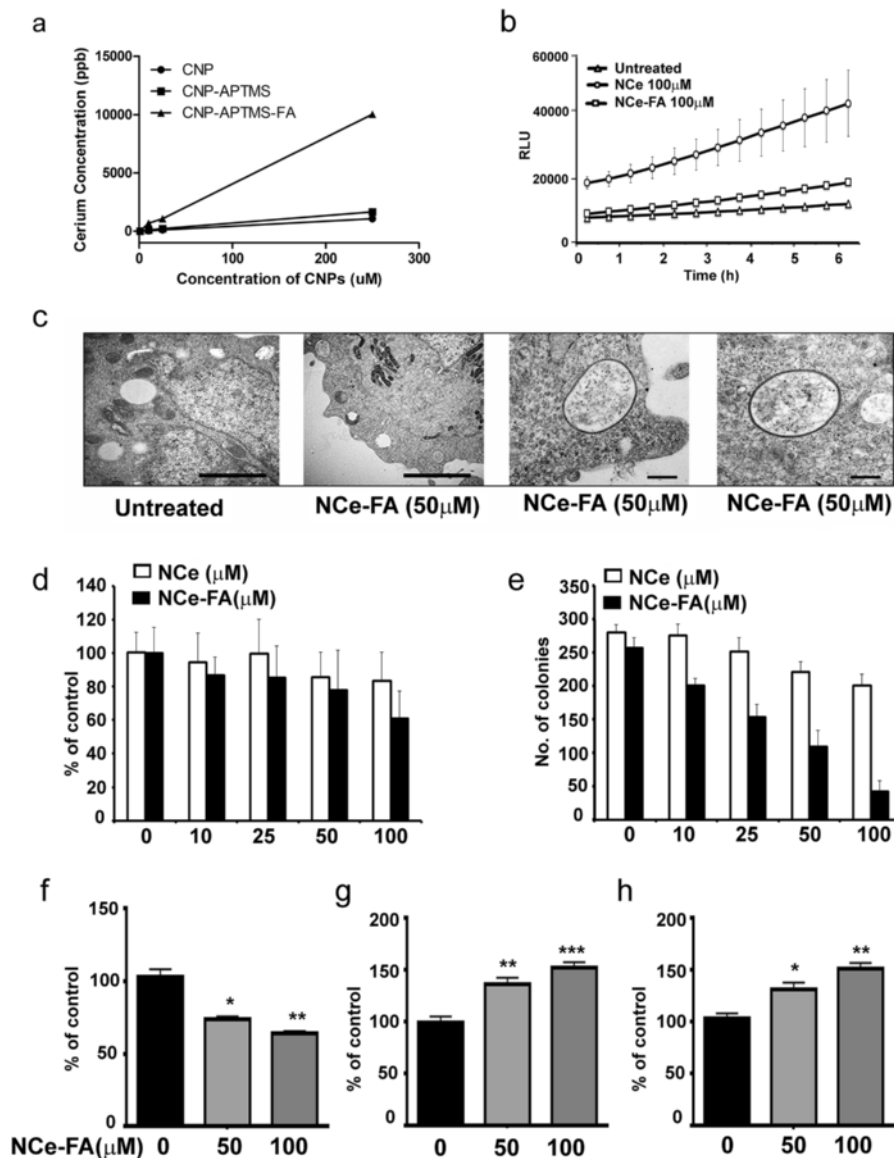 a
15000
10000
5000
0
Cerium Concentration (ppb)
CNP
CNP-APTMS
CNP-APTMS-FA
0 100 200 300
Concentration of CNPs (uM)
b
60000
40000
20000
0
RLU
Untreated
NCe 100μM
NCe-FA 100μM
0 1 2 3 4 5 6
Time (h)
c
Untreated NCe-FA (50μM) NCe-FA (50μM) NCe-FA (50μM)
d
NCe (μM)
NCe-FA(μM)
140
120
100
80
60
40
20
0
% of control
0 10 25 50 100
e
NCe (μM)
NCe-FA(μM)
350
300
250
200
150
100
50
0
No. of colonies
0 10 25 50 100
f
150
100
50
0
% of control
* **
NCe-FA(μM) 0 50 100
g
200
150
100
50
0
% of control
** ***
0 50 100
h
200
150
100
50
0
% of control
* **
0 50 100